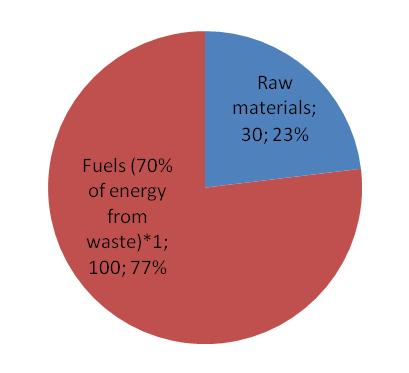 Raw
materials;
30; 23%
Fuels (70%
of energy
from
waste)*1;
100; 77%